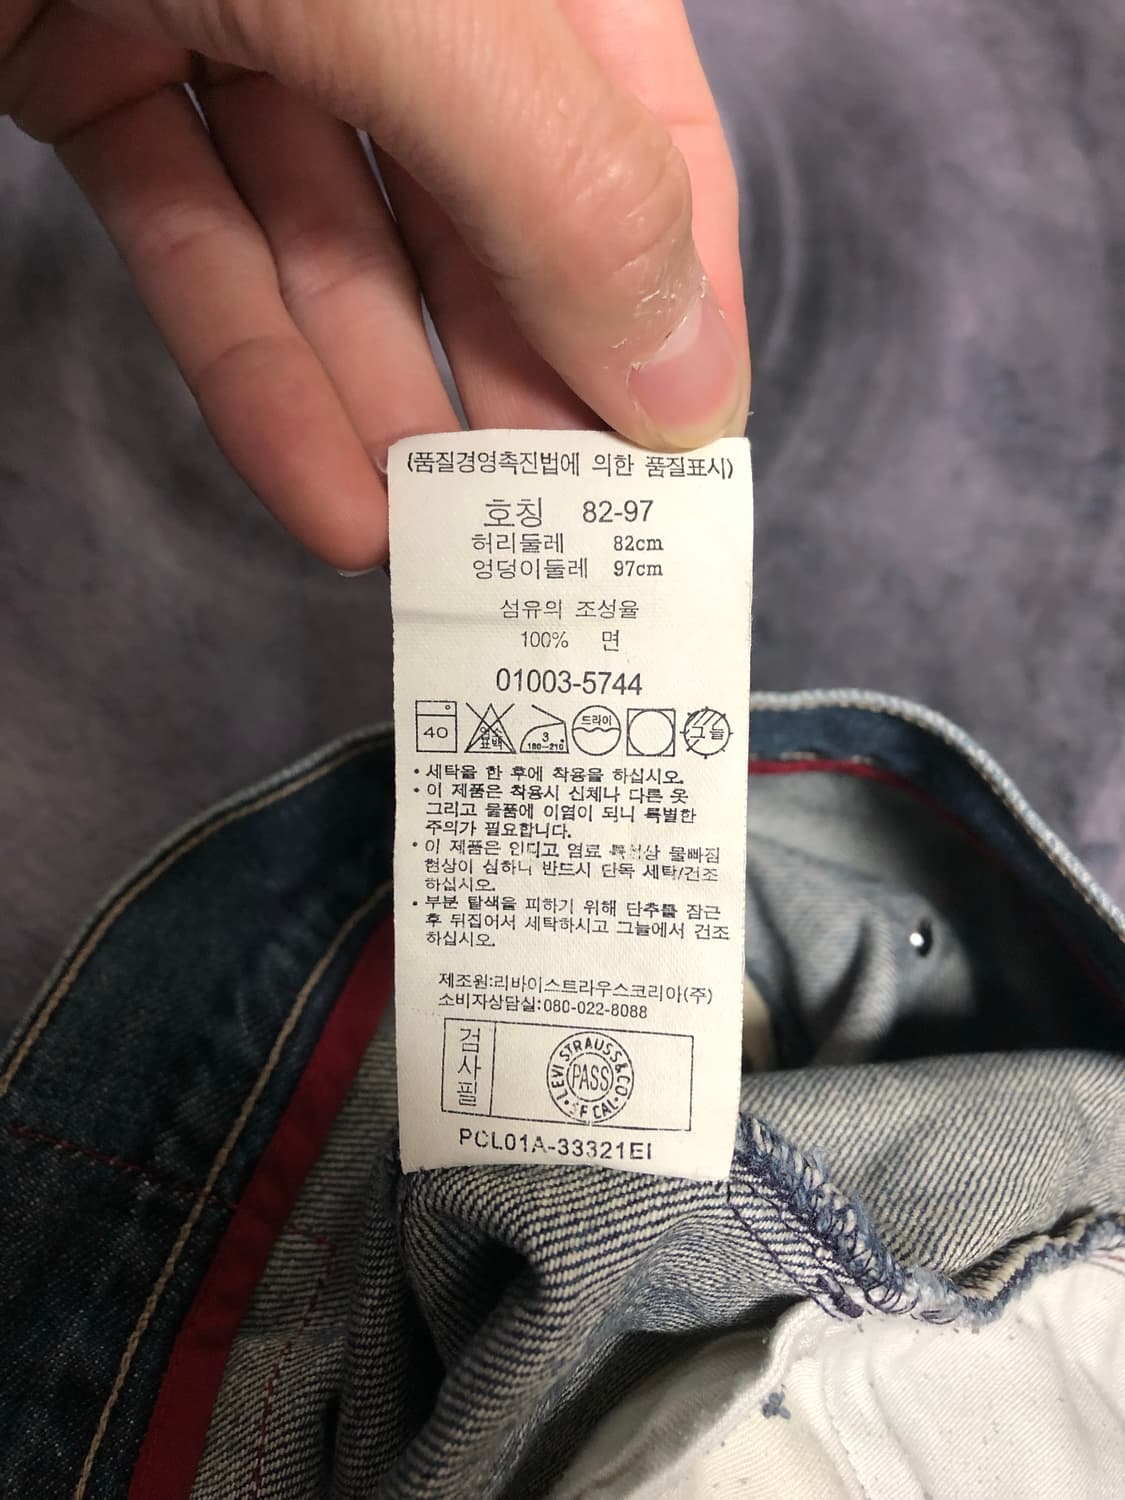 (품질경영촉진법에 의한 품질표시)
호칭 82-97
허리둘레 82cm
엉덩이둘레 97cm
섬유의 조성율
100% 면
01003-5744
40 염소 표백 3 180-210 드라이 그늘
• 세탁을 한 후에 착용을 하십시오.
• 이 제품은 착용시 신체나 다른 옷
그리고 물품에 이염이 되니 특별한
주의가 필요합니다.
• 이 제품은 인디고 염료 특성상 물빠짐
현상이 심하니 반드시 단독 세탁/건조
하십시오.
• 부분 탈색을 피하기 위해 단추를 잠근
후 뒤집어서 세탁하시고 그늘에서 건조
하십시오.
제조원:리바이스트라우스코리아(주)
소비자상담실:080-022-8088
검사필
LEVI STRAUSS & CO. SF CAL.
PASS
PCL01A-33321EI